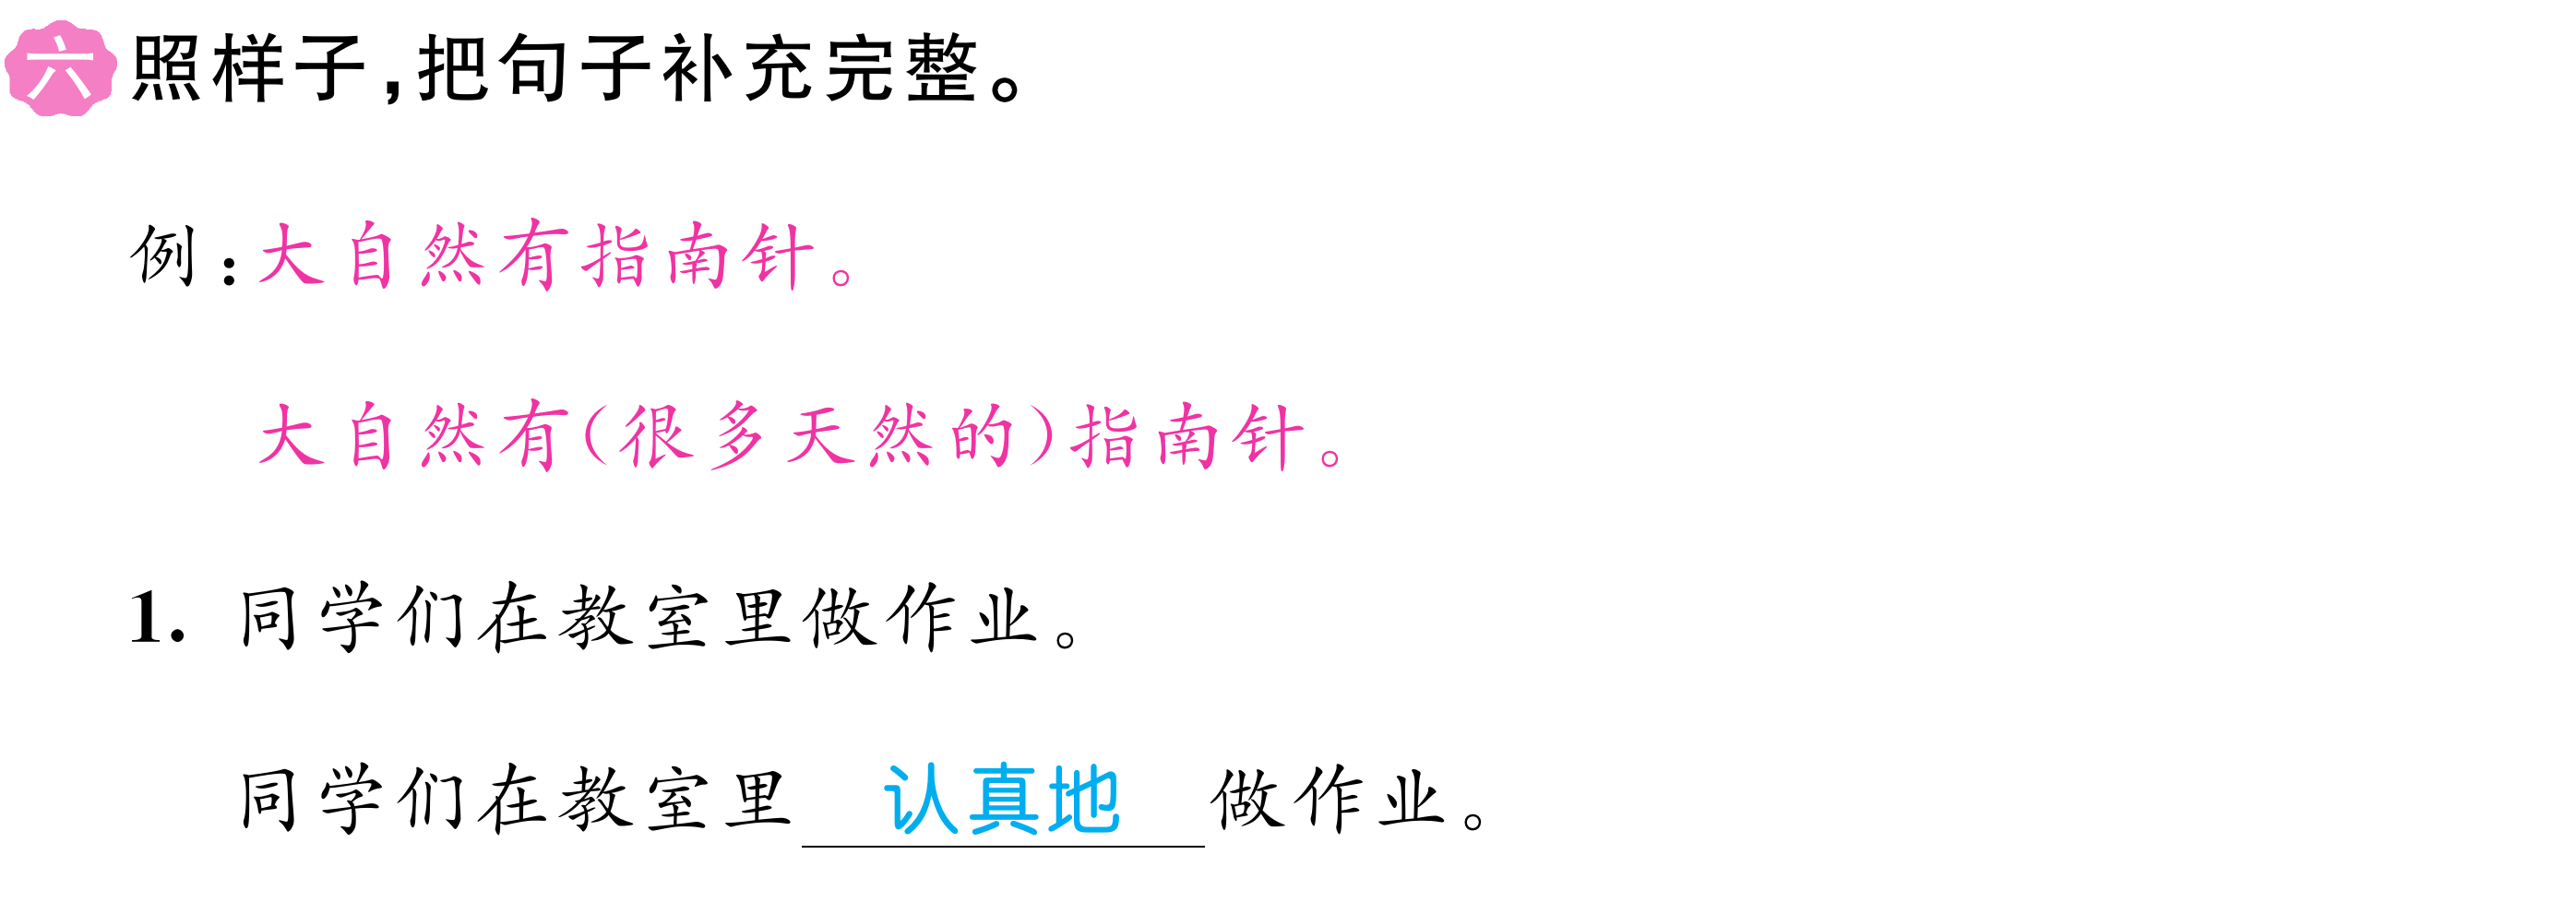 六 照样子,把句子补充完整。
例:大自然有指南针。
大自然有(很多天然的)指南针。
1. 同学们在教室里做作业。
同学们在教室里 认真地 做作业。